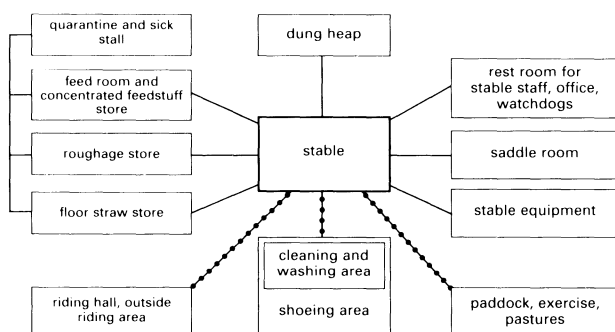 quarantine and sick
stall
dung heap
feed room and
concentrated feedstuff
store
rest room for
stable staff, office,
watchdogs
roughage store
stable
saddle room
floor straw store
stable equipment
cleaning and
washing area
riding hall, outside
riding area
shoeing area
paddock, exercise,
pastures